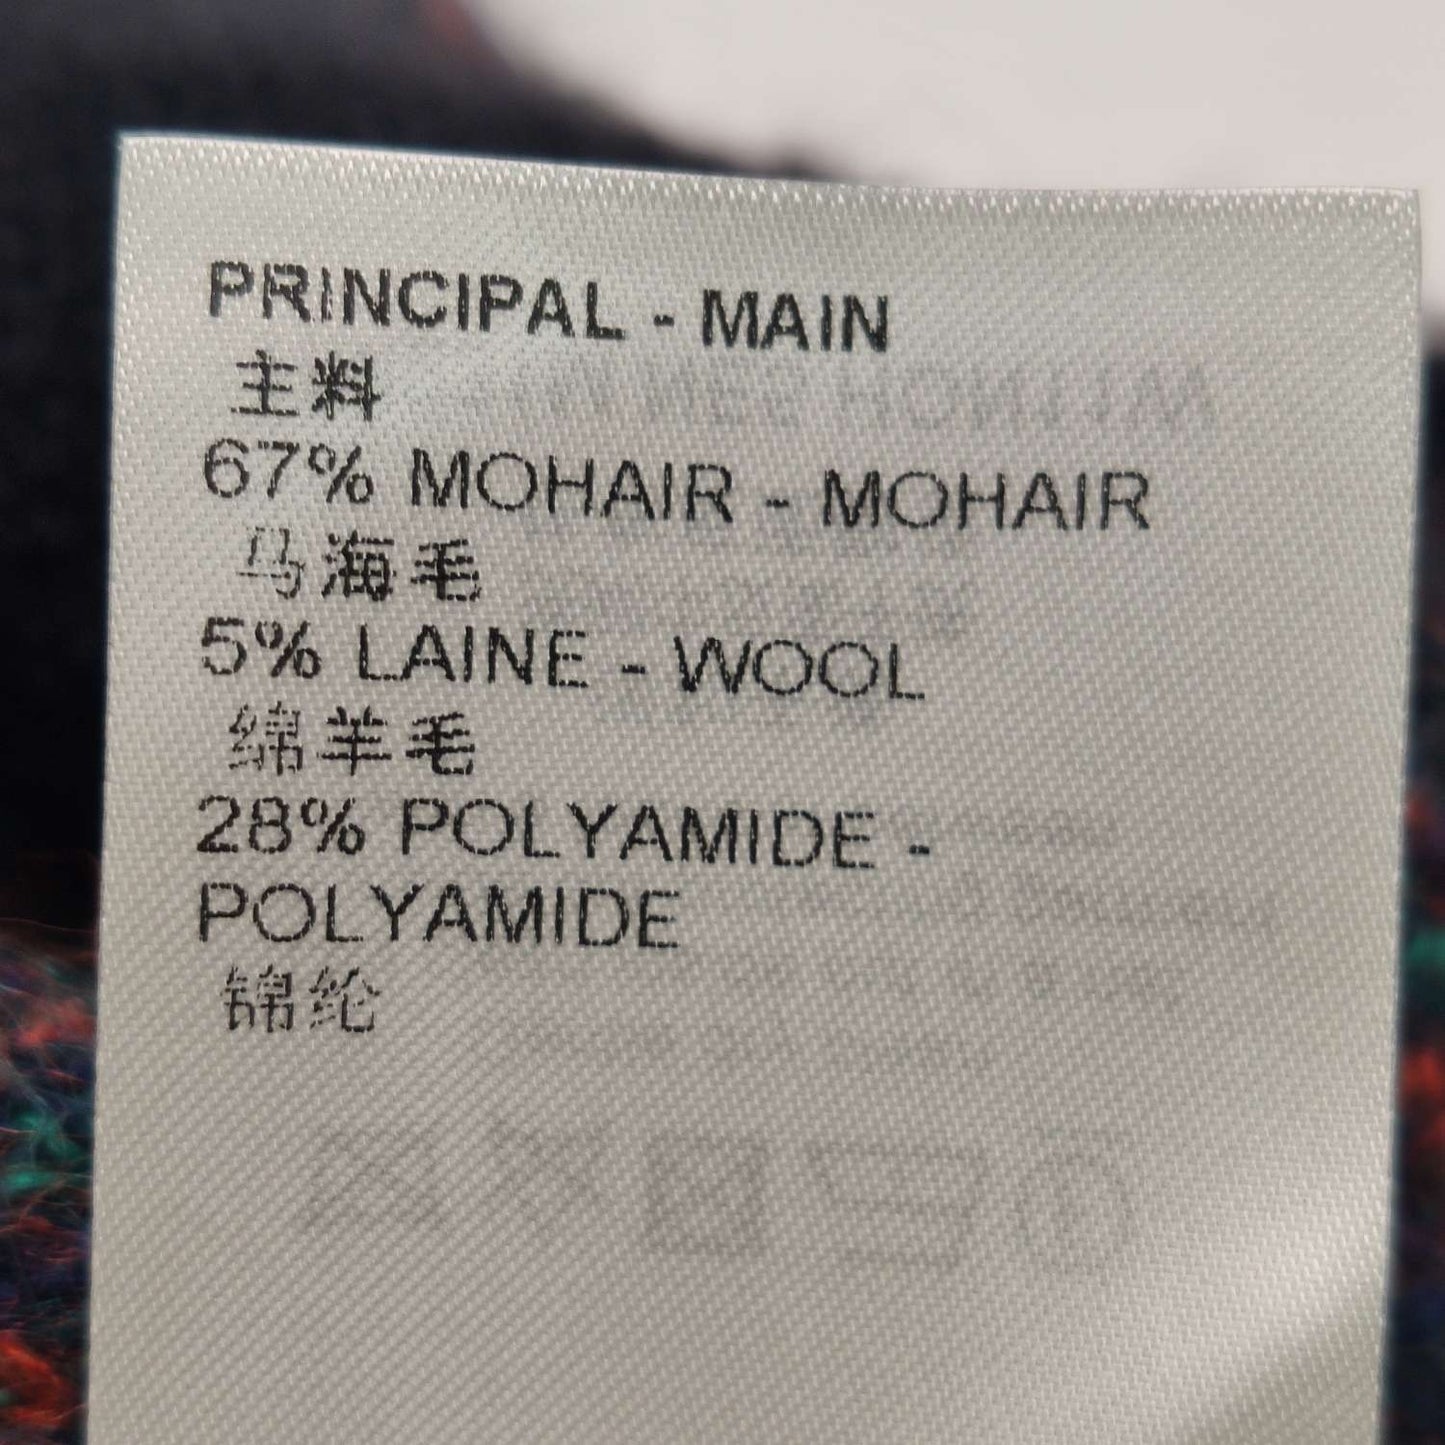 PRINCIPAL - MAIN
主料
67% MOHAIR - MOHAIR
马海毛
5% LAINE - WOOL
绵羊毛
28% POLYAMIDE -
POLYAMIDE
锦纶